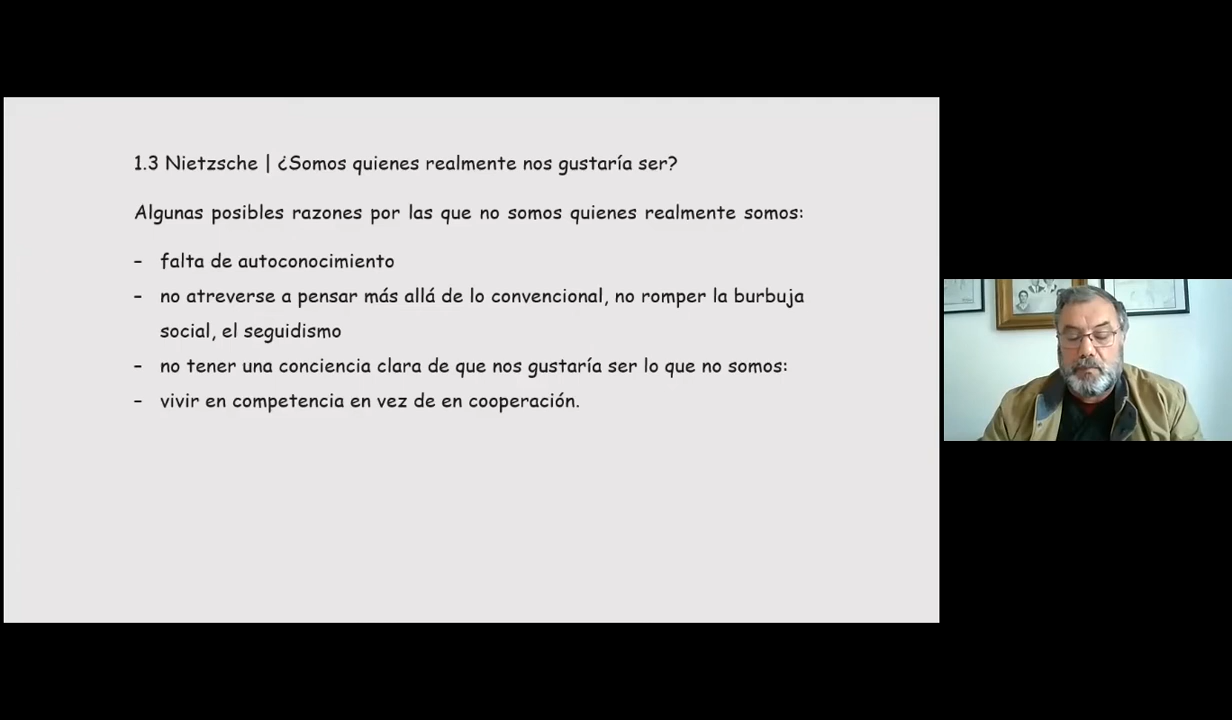 1.3 Nietzsche | ¿Somos quienes realmente nos gustaría ser?
Algunas posibles razones por las que no somos quienes realmente somos:
– falta de autoconocimiento
– no atreverse a pensar más allá de lo convencional, no romper la burbuja
social, el seguidismo
– no tener una conciencia clara de que nos gustaría ser lo que no somos:
– vivir en competencia en vez de en cooperación.